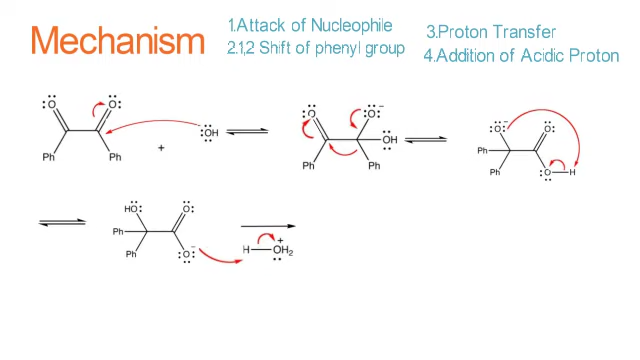 Mechanism
1.Attack of Nucleophile
2.1,2 Shift of phenyl group
3.Proton Transfer
4.Addition of Acidic Proton
O O
Ph Ph
+
OH
O O−
OH
Ph Ph
O− O
Ph
Ph
O H
HO O
Ph
Ph O−
H OH2
+